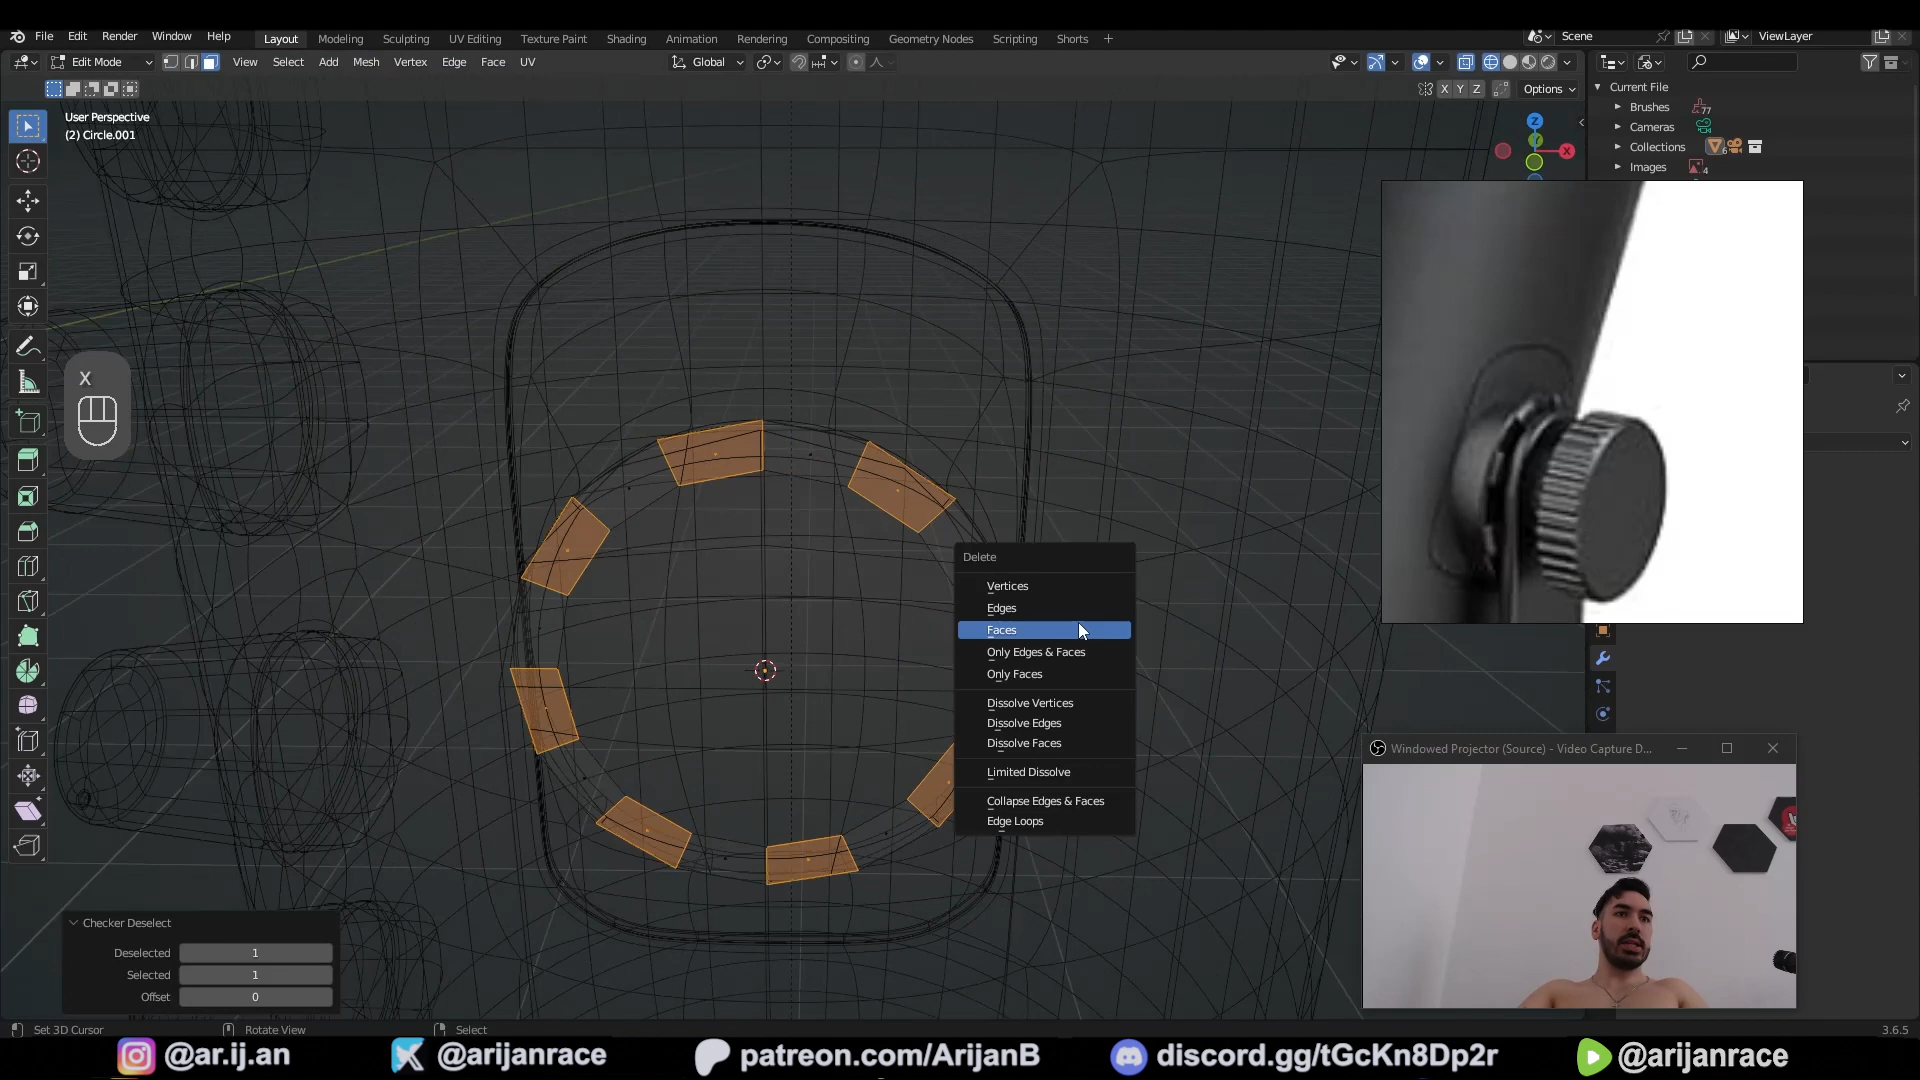 File Edit Render Window Help
Layout Modeling Sculpting UV Editing Texture Paint Shading Animation Rendering Compositing Geometry Nodes Scripting Shorts +
Scene
ViewLayer
Edit Mode
View Select Add Mesh Vertex Edge Face UV
Global
X Y Z
Options
User Perspective
(2) Circle.001
Z
Y
X
Current File
Brushes
77
Cameras
Collections
6
Images
4
X
Delete
Vertices
Edges
Faces
Only Edges & Faces
Only Faces
Dissolve Vertices
Dissolve Edges
Dissolve Faces
Limited Dissolve
Collapse Edges & Faces
Edge Loops
Windowed Projector (Source) - Video Capture D...
Checker Deselect
Deselected 1
Selected 1
Offset 0
Set 3D Cursor
Rotate View
Select
3.6.5
@ar.ij.an
@arijanrace
patreon.com/ArijanB
discord.gg/tGcKn8Dp2r
@arijanrace